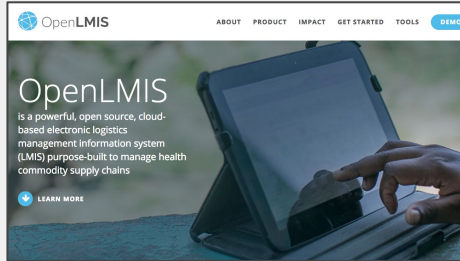 OpenLMIS
ABOUT PRODUCT IMPACT GET STARTED TOOLS DEMO
OpenLMIS
is a powerful, open source, cloud-
based electronic logistics
management information system
(LMIS) purpose-built to manage health
commodity supply chains
LEARN MORE